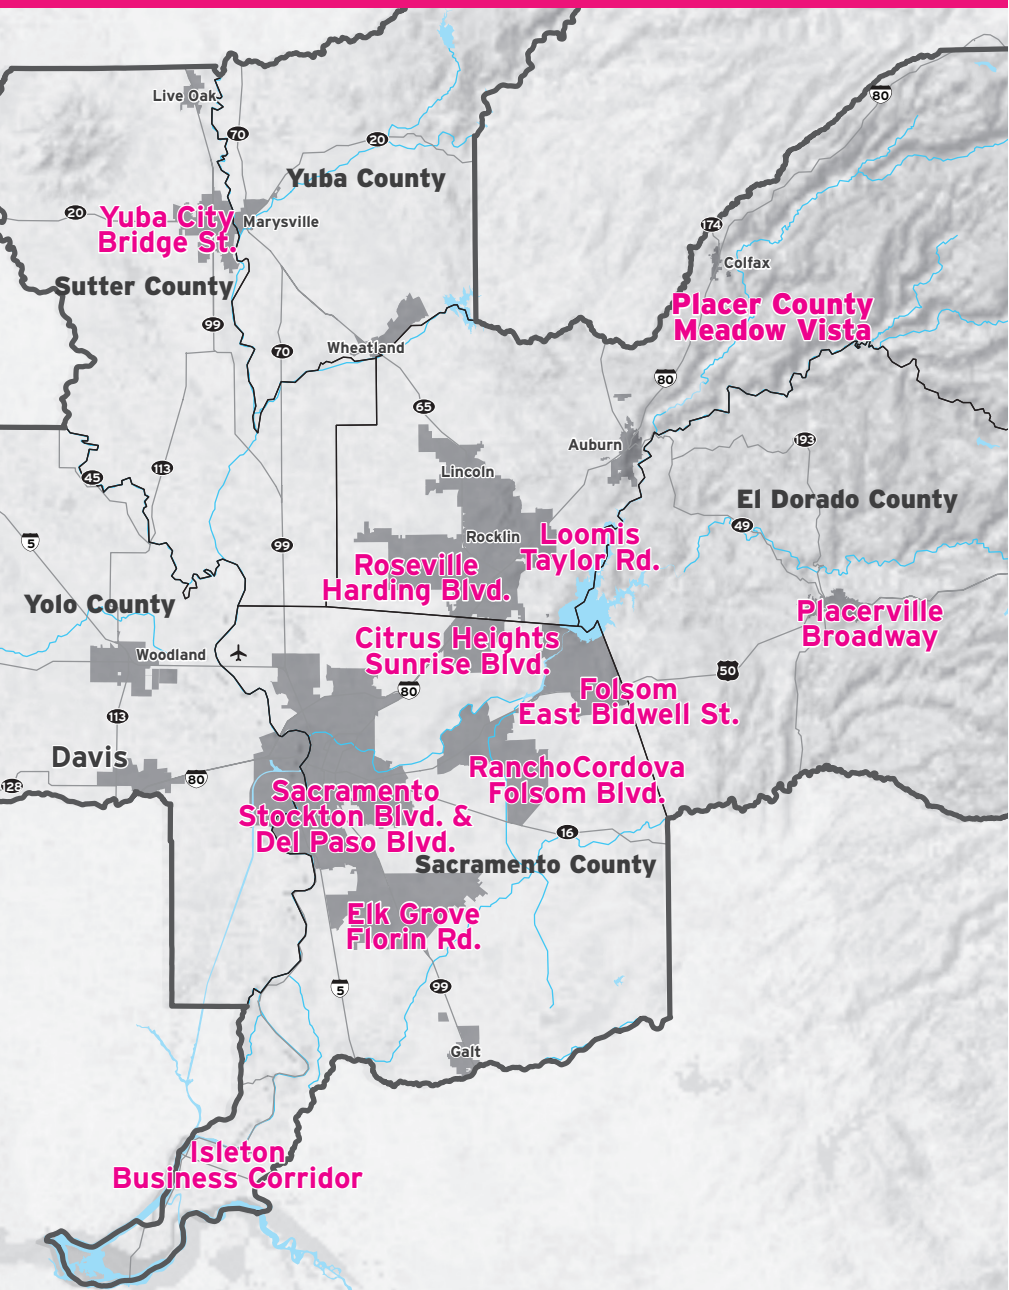 80
Live Oak
70
20
Yuba County
20
Yuba City
Bridge St.
Marysville
174
Colfax
Sutter County
Placer County
Meadow Vista
99
70
Wheatland
80
65
Auburn
193
45
113
Lincoln
El Dorado County
49
5
99
Rocklin
Loomis
Taylor Rd.
Roseville
Harding Blvd.
Yolo County
Placerville
Broadway
Citrus Heights
Sunrise Blvd.
Woodland
80
50
Folsom
East Bidwell St.
113
Davis
80
128
RanchoCordova
Folsom Blvd.
Sacramento
Stockton Blvd. &
Del Paso Blvd.
16
Sacramento County
Elk Grove
Florin Rd.
5
99
Galt
Isleton
Business Corridor